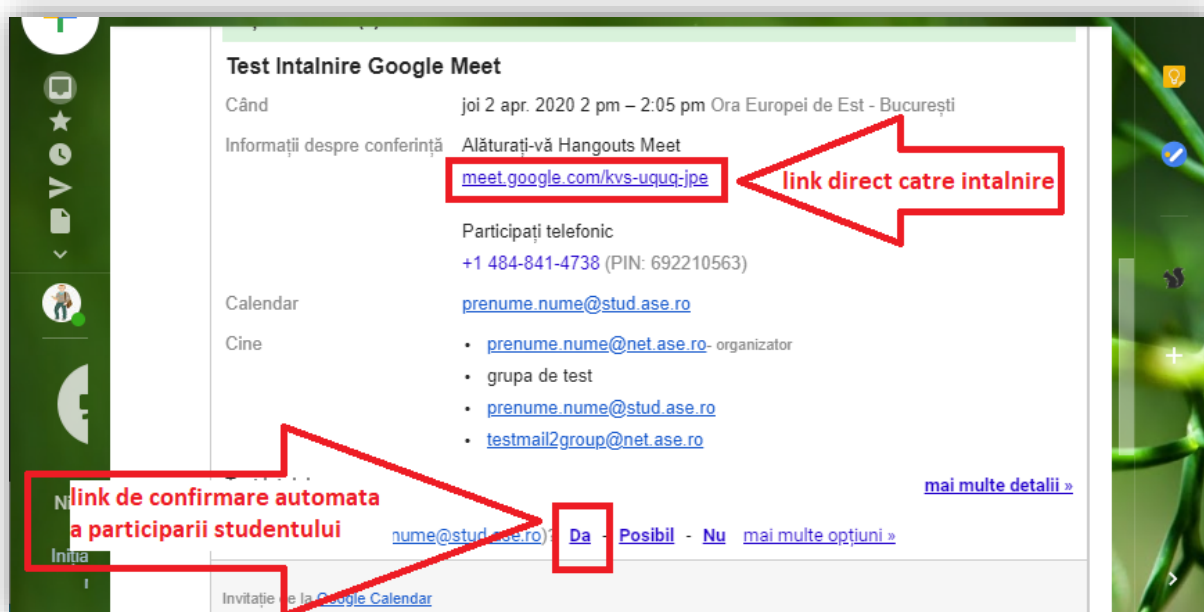 Test Intalnire Google Meet
Când joi 2 apr. 2020 2 pm – 2:05 pm Ora Europei de Est - București
Informații despre conferință Alăturați-vă Hangouts Meet
meet.google.com/kvs-uquq-jpe
link direct catre intalnire
Participați telefonic
+1 484-841-4738 (PIN: 692210563)
Calendar prenume.nume@stud.ase.ro
Cine • prenume.nume@net.ase.ro- organizator
• grupa de test
• prenume.nume@stud.ase.ro
• testmail2group@net.ase.ro
mai multe detalii »
link de confirmare automata
a participarii studentului
nume@stud.ase.ro)? Da - Posibil - Nu mai multe opțiuni »
Invitație de la Google Calendar